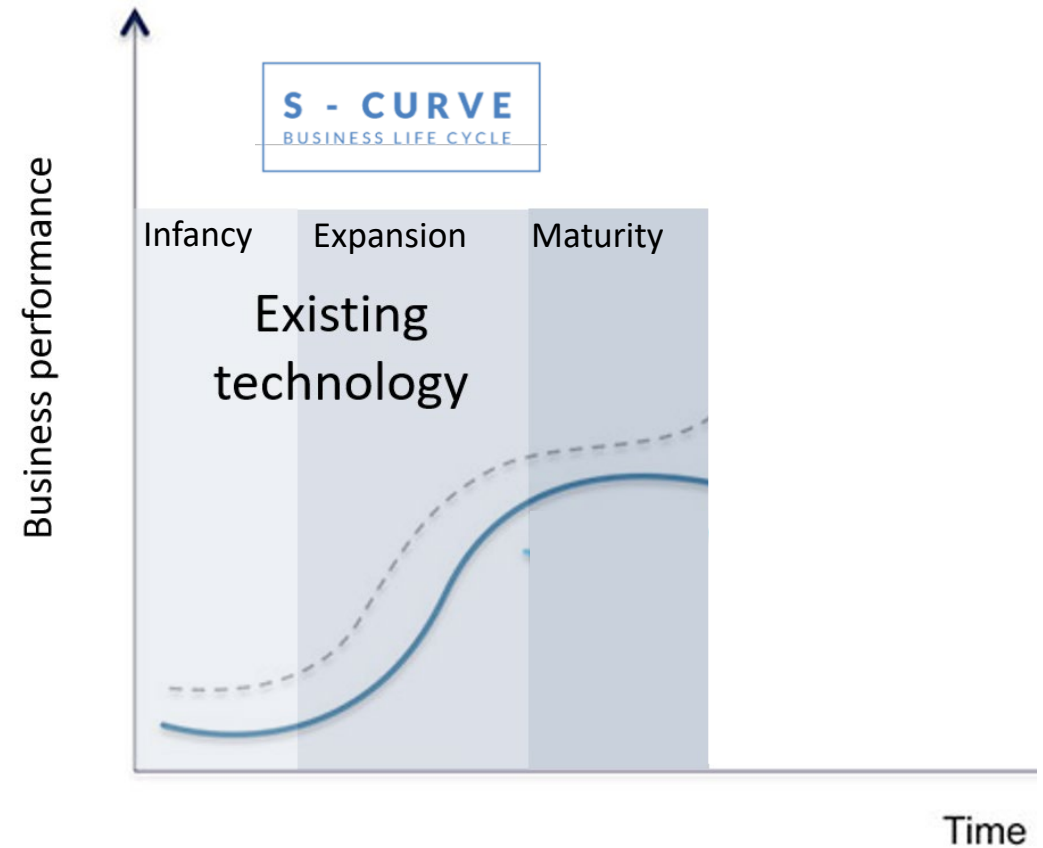 S - CURVE
BUSINESS LIFE CYCLE
Business performance
Infancy Expansion Maturity
Existing
technology
Time